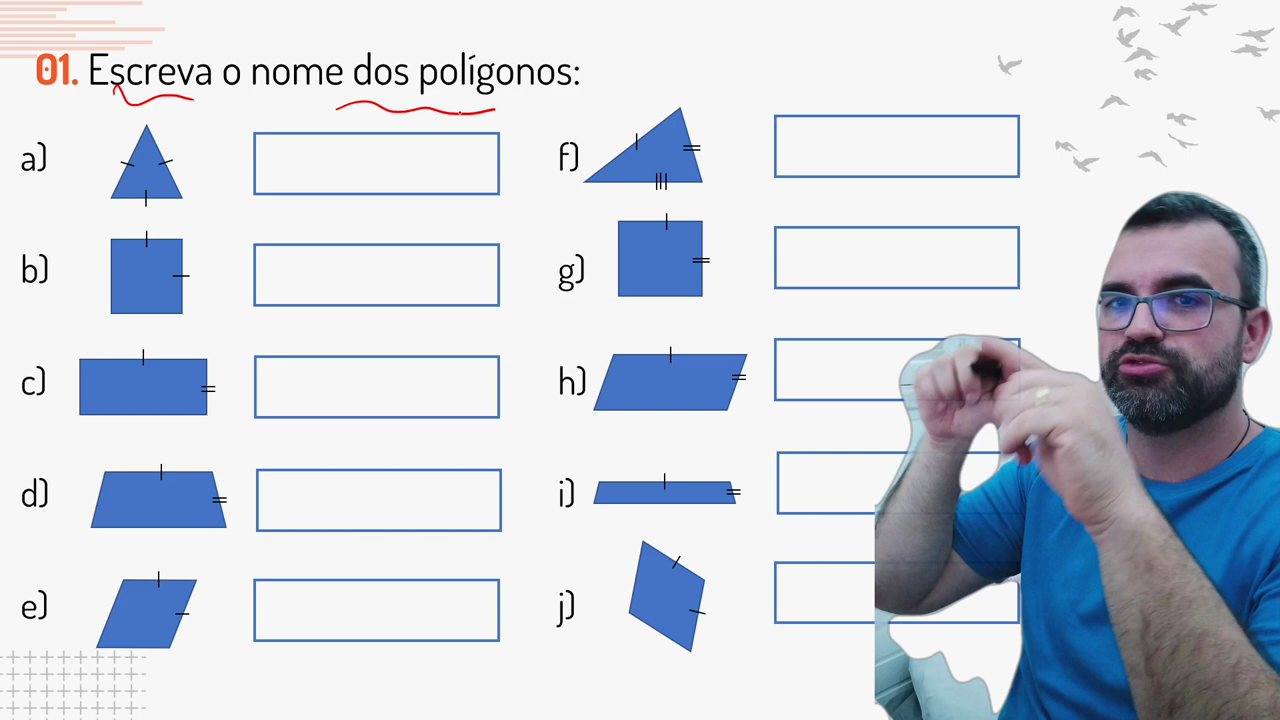 01. Escreva o nome dos polígonos:
a)
b)
c)
d)
e)
f)
g)
h)
i)
j)